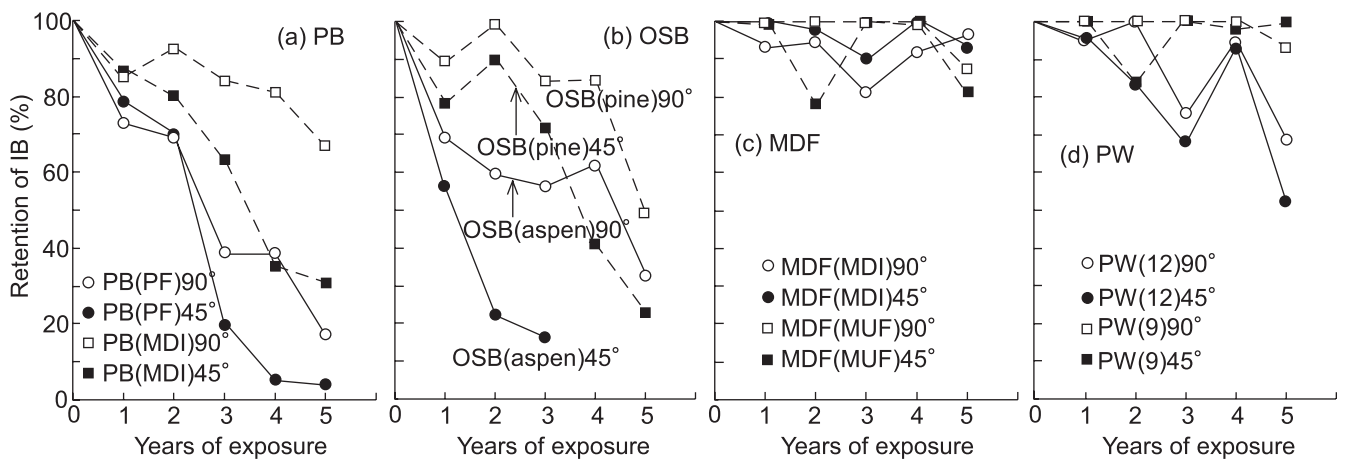 Retention of IB (%)
100
80
60
40
20
0
(a) PB
PB(PF)90°
PB(PF)45°
PB(MDI)90°
PB(MDI)45°
1 2 3 4 5
Years of exposure
(b) OSB
OSB(pine)90°
OSB(pine)45°
OSB(aspen)90°
OSB(aspen)45°
0 1 2 3 4 5
Years of exposure
(c) MDF
MDF(MDI)90°
MDF(MDI)45°
MDF(MUF)90°
MDF(MUF)45°
0 1 2 3 4 5
Years of exposure
(d) PW
PW(12)90°
PW(12)45°
PW(9)90°
PW(9)45°
0 1 2 3 4 5
Years of exposure